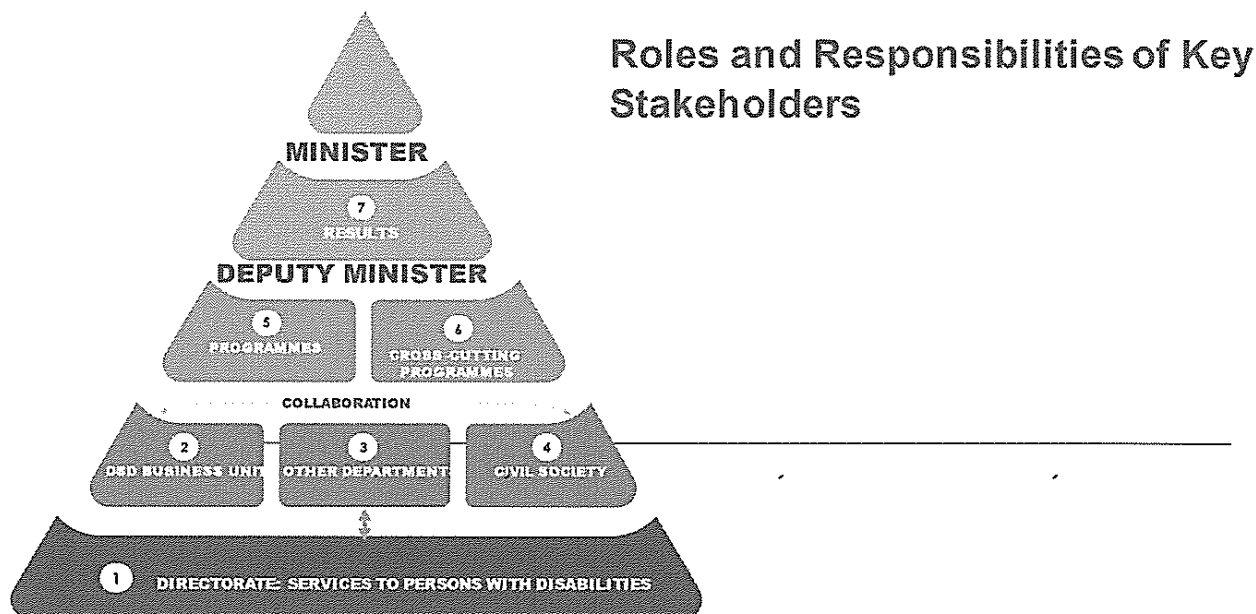 Roles and Responsibilities of Key
Stakeholders
MINISTER
7
RESULTS
DEPUTY MINISTER
5
PROGRAMMES
6
CROSS-CUTTING
PROGRAMMES
COLLABORATION
2
DSD BUSINESS UNIT
3
OTHER DEPARTMENT
4
CIVIL SOCIETY
1
DIRECTORATE: SERVICES TO PERSONS WITH DISABILITIES